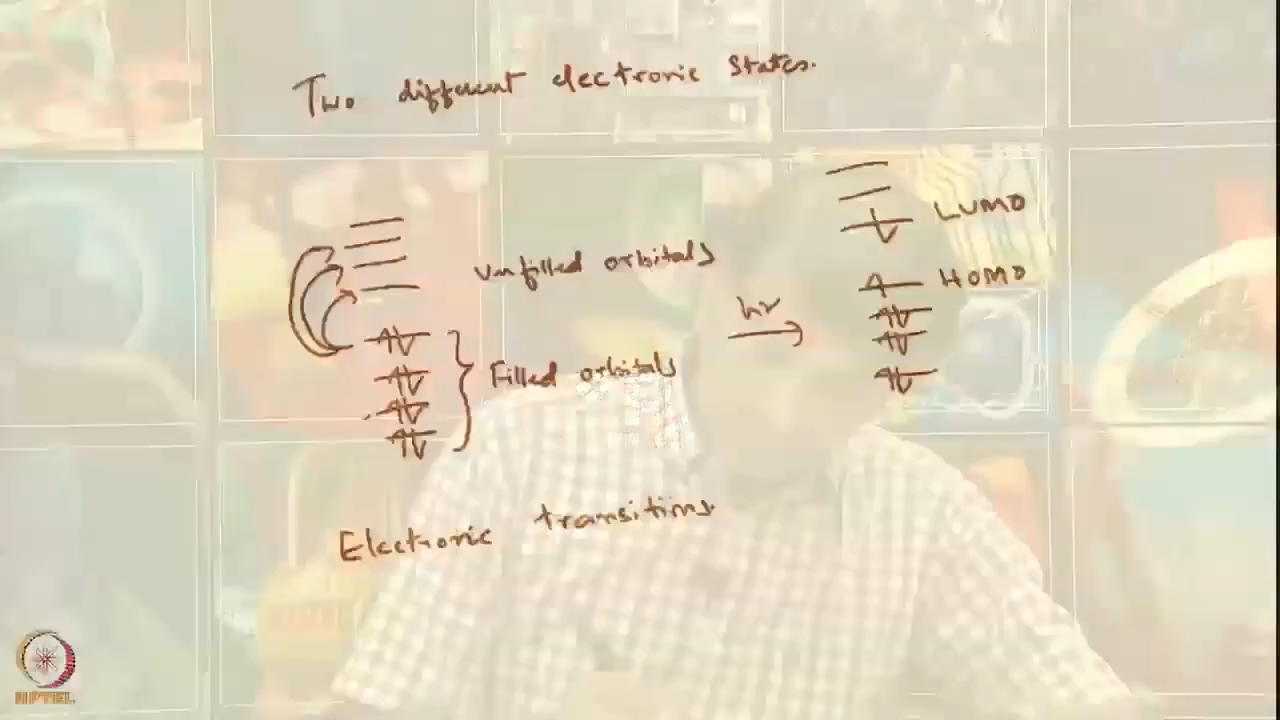 Two different electronic states.
LUMO
unfilled orbitals
HOMO
hν
Filled orbitals
Electronic transitions.
NPTEL